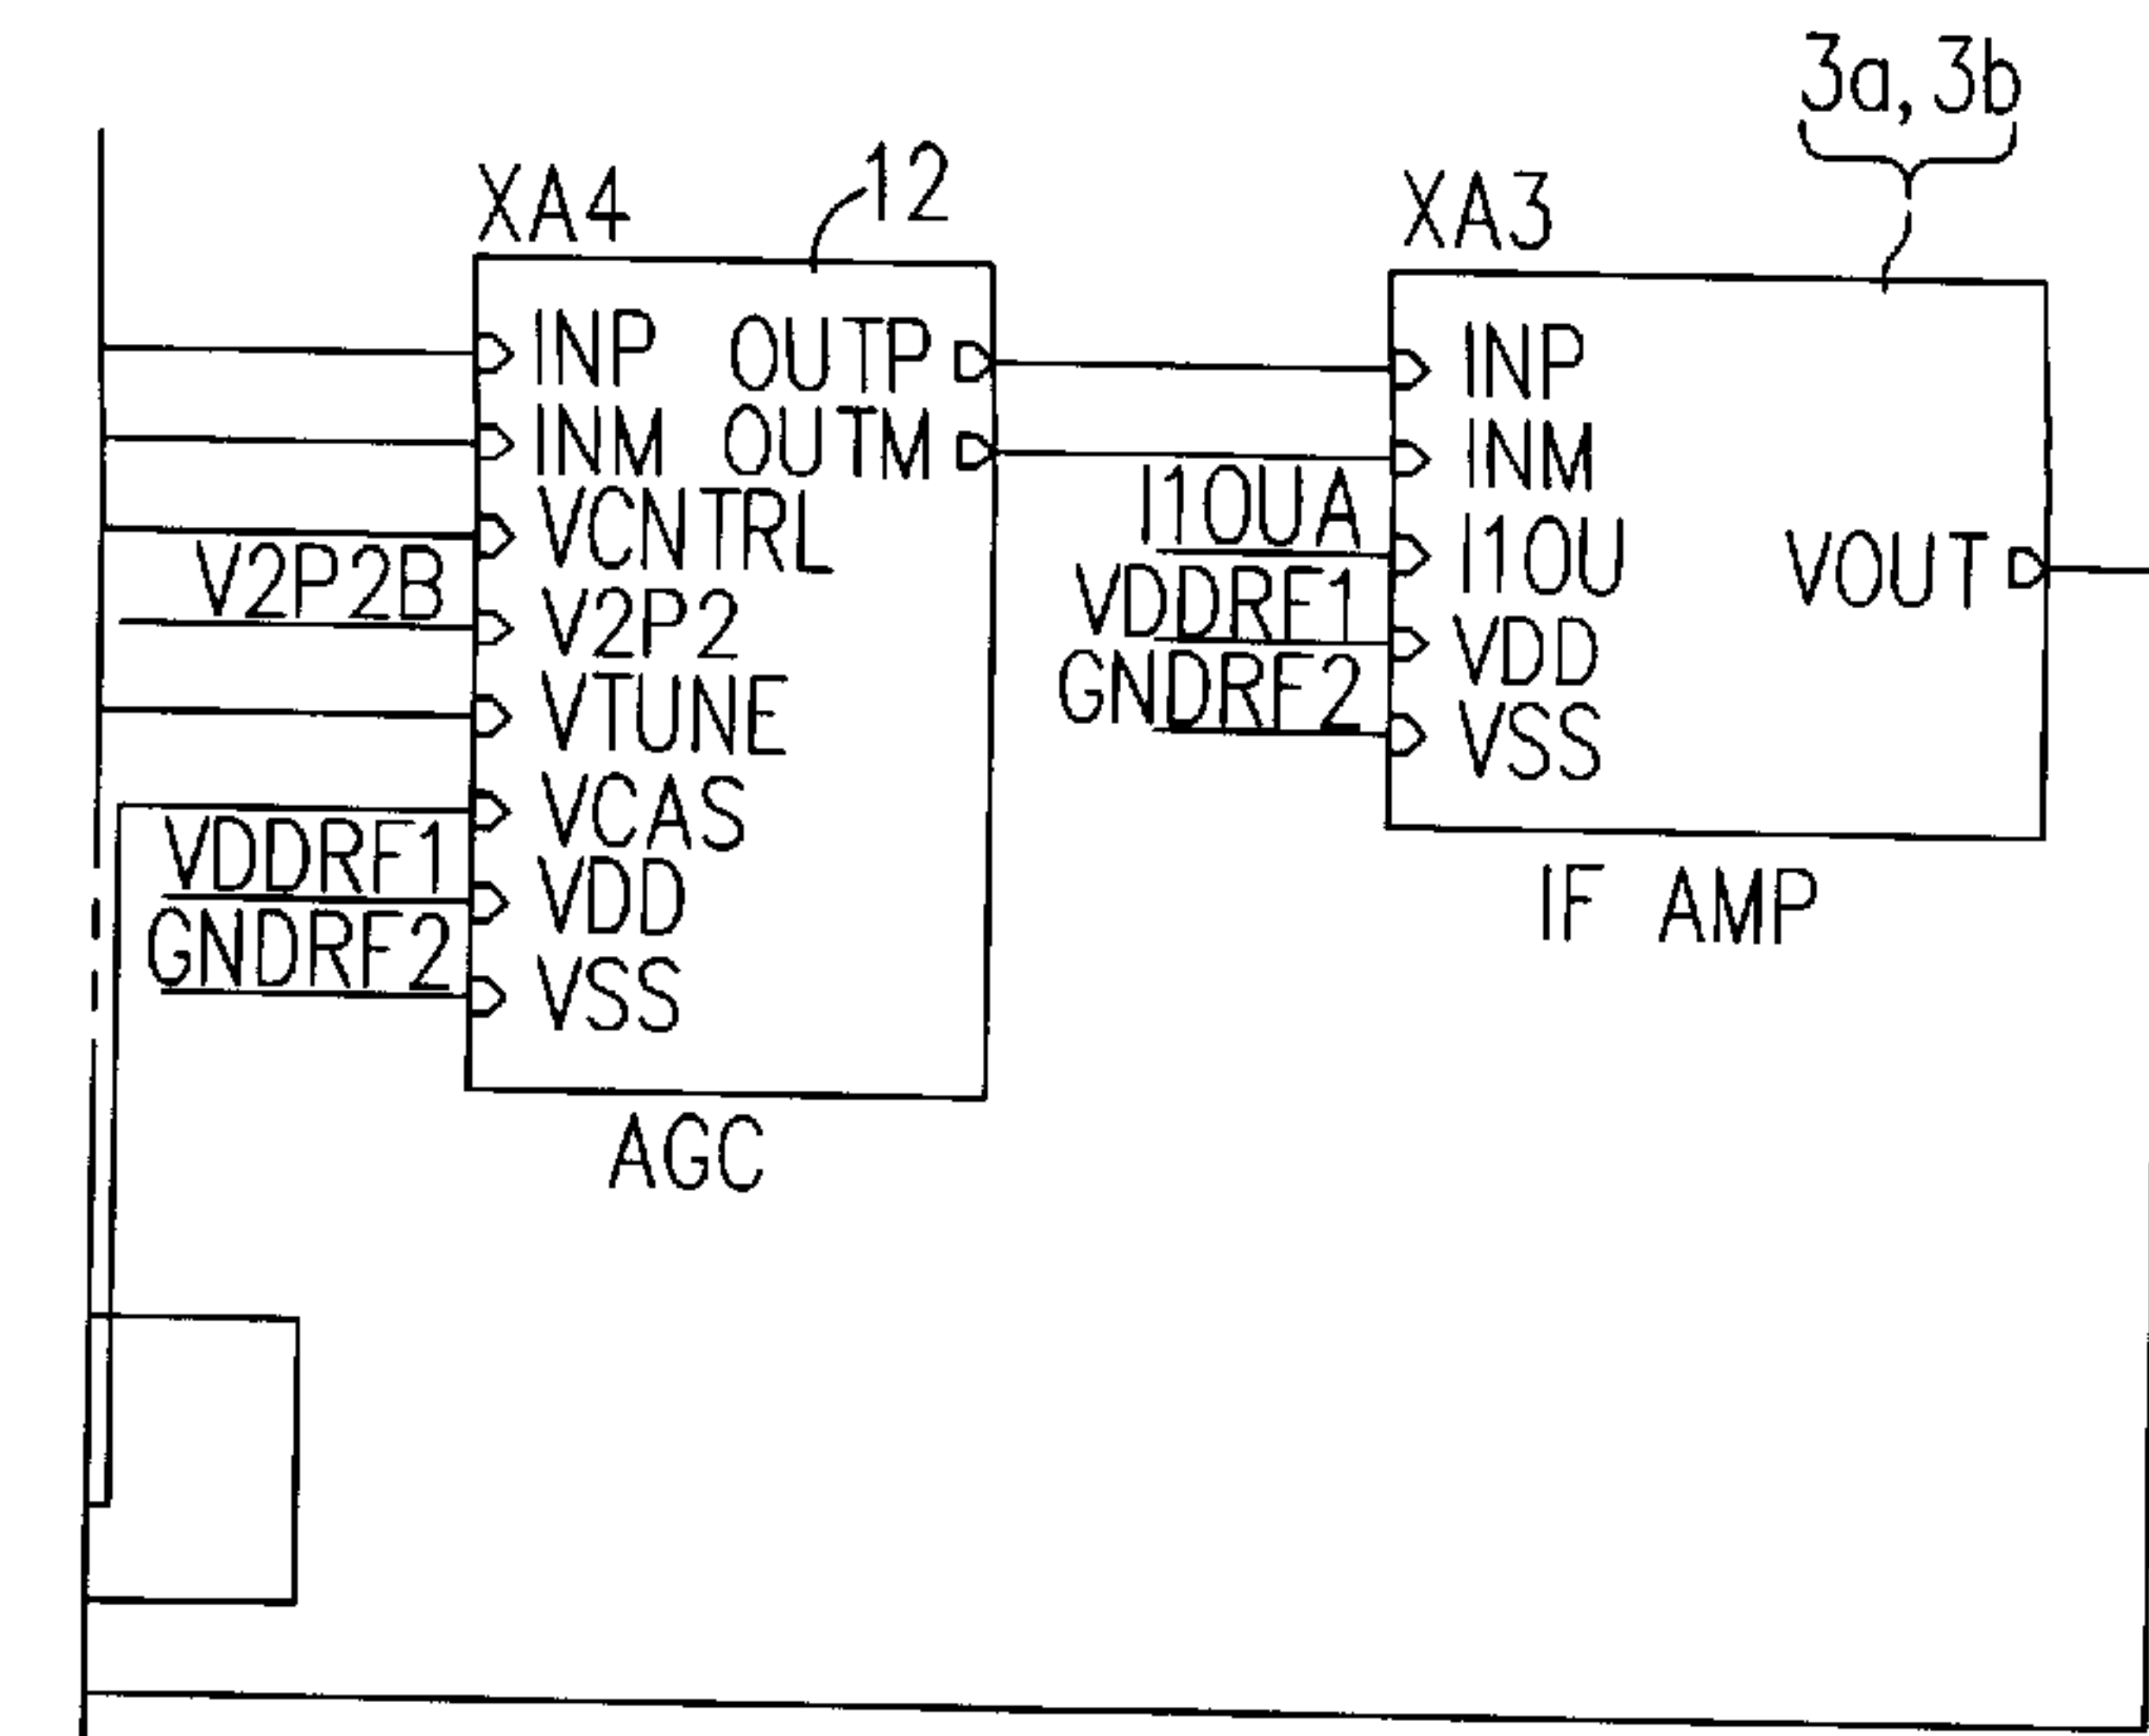 3a, 3b
XA4
12
XA3
INP OUTP
INM OUTM
VCNTRL
V2P2B
V2P2
VTUNE
VCAS
VDDRF1
VDD
GNDRF2
VSS
AGC
INP
INM
I10UA
I10U
VOUT
VDDRF1
VDD
GNDRF2
VSS
IF AMP